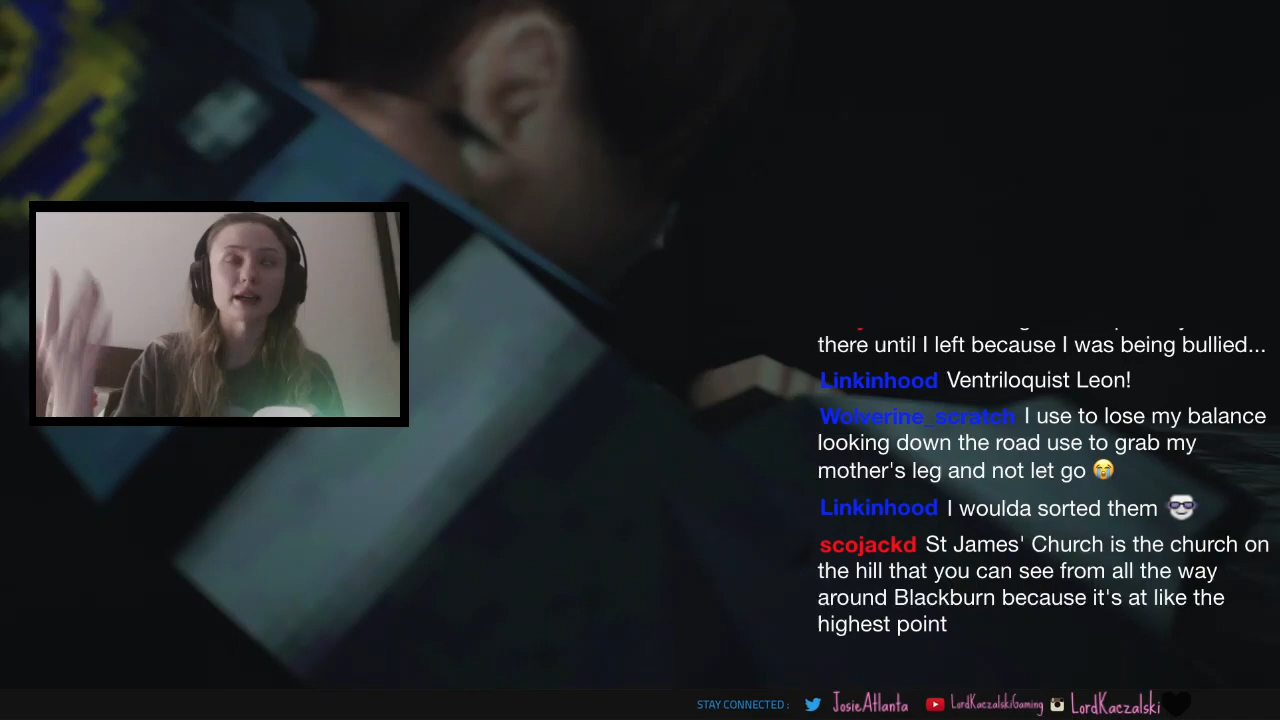 there until I left because I was being bullied...
Linkinhood Ventriloquist Leon!
Wolverine_scratch I use to lose my balance
looking down the road use to grab my
mother's leg and not let go
Linkinhood I woulda sorted them
scojackd St James' Church is the church on
the hill that you can see from all the way
around Blackburn because it's at like the
highest point
STAY CONNECTED: JosieAtlanta LordKaczalskiGaming LordKaczalski